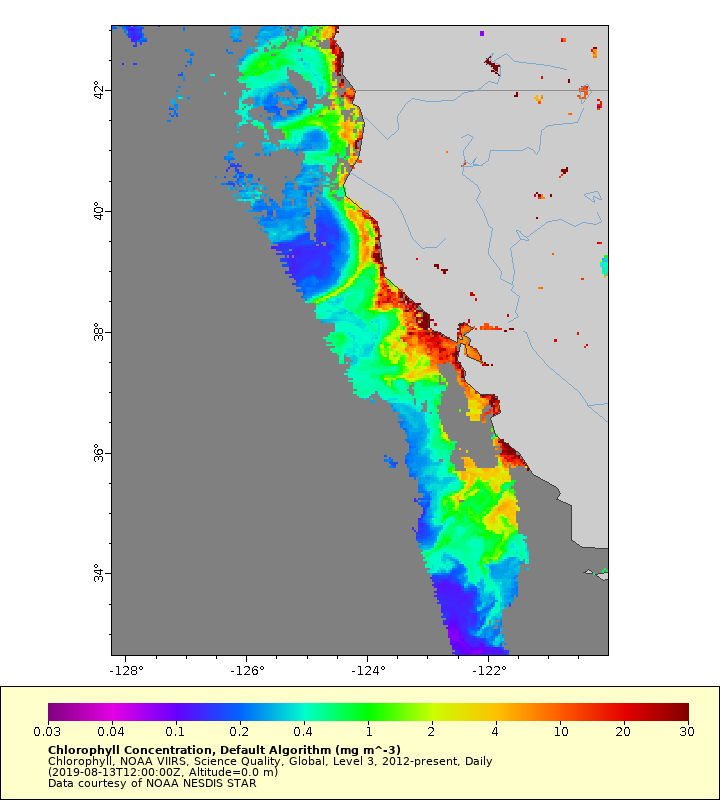 42°
40°
38°
36°
34°
-128° -126° -124° -122°
0.03 0.04 0.1 0.2 0.4 1 2 4 10 20 30
Chlorophyll Concentration, Default Algorithm (mg m^-3)
Chlorophyll, NOAA VIIRS, Science Quality, Global, Level 3, 2012-present, Daily
(2019-08-13T12:00:00Z, Altitude=0.0 m)
Data courtesy of NOAA NESDIS STAR